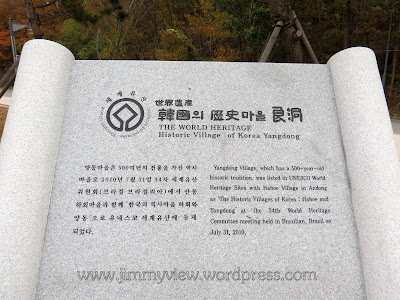 世界遺産
韓國의 歷史마을 良洞
THE WORLD HERITAGE
Historic Village of Korea Yangdong
양동마을은 500여년의 전통을 가진 역사
마을로 2010년 7월 31일 34차 세계유산
위원회(브라질 브라질리아)에서 안동
하회마을과 함께 한국의 역사마을 하회와
양동으로 유네스코 세계유산에 등재
되었다.
Yangdong Village, which has a 500-year-old
historic tradition, was listed in UNESCO World
Heritage Sites with Hahoe Village in Andong
as 'The Historic Villages of Korea : Hahoe and
Yangdong at The 34th World Heritage
Committee meeting held in Brazilian, Brazil on
July 31, 2010.
www.jimmyview.wordpress.com